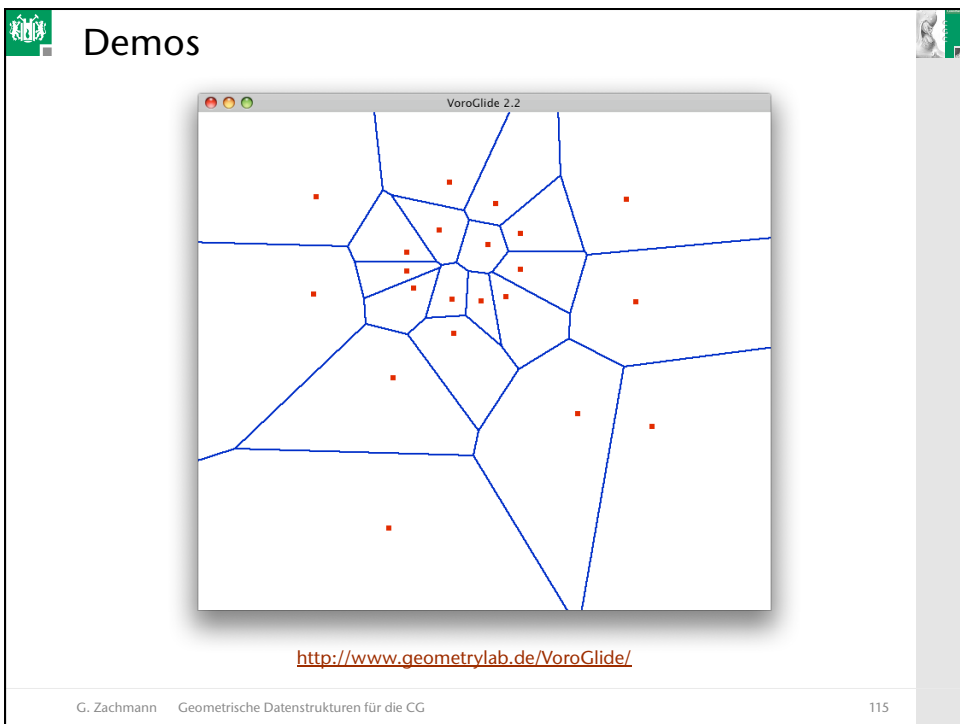 Demos
VoroGlide 2.2
http://www.geometrylab.de/VoroGlide/
G. Zachmann Geometrische Datenstrukturen für die CG 115